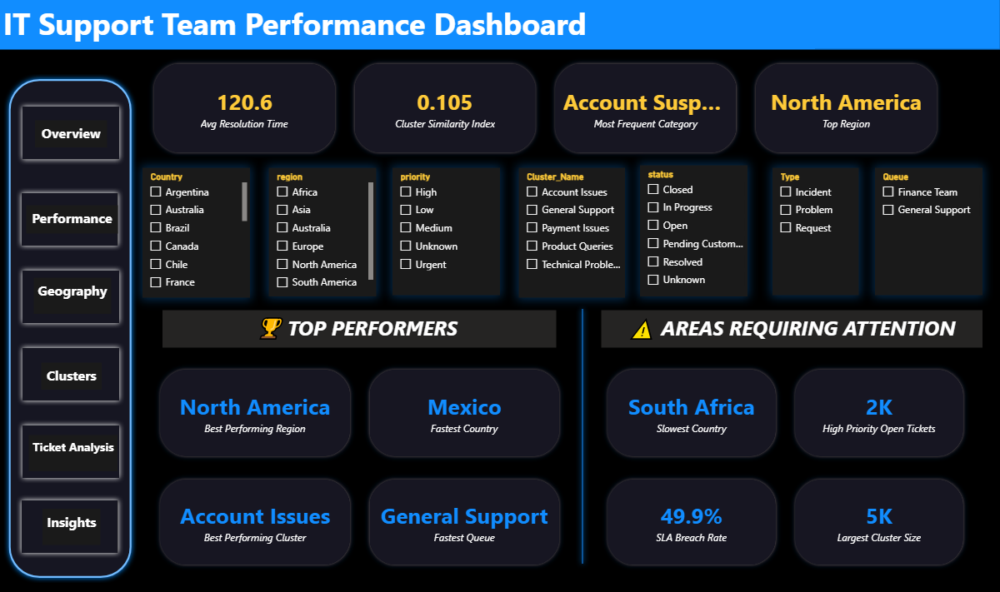 IT Support Team Performance Dashboard
Overview
Performance
Geography
Clusters
Ticket Analysis
Insights
120.6
Avg Resolution Time
0.105
Cluster Similarity Index
Account Susp...
Most Frequent Category
North America
Top Region
Country
Argentina
Australia
Brazil
Canada
Chile
France
region
Africa
Asia
Australia
Europe
North America
South America
priority
High
Low
Medium
Unknown
Urgent
Cluster_Name
Account Issues
General Support
Payment Issues
Product Queries
Technical Proble...
status
Closed
In Progress
Open
Pending Custom...
Resolved
Unknown
Type
Incident
Problem
Request
Queue
Finance Team
General Support
🏆 TOP PERFORMERS
North America
Best Performing Region
Mexico
Fastest Country
Account Issues
Best Performing Cluster
General Support
Fastest Queue
⚠️ AREAS REQUIRING ATTENTION
South Africa
Slowest Country
2K
High Priority Open Tickets
49.9%
SLA Breach Rate
5K
Largest Cluster Size